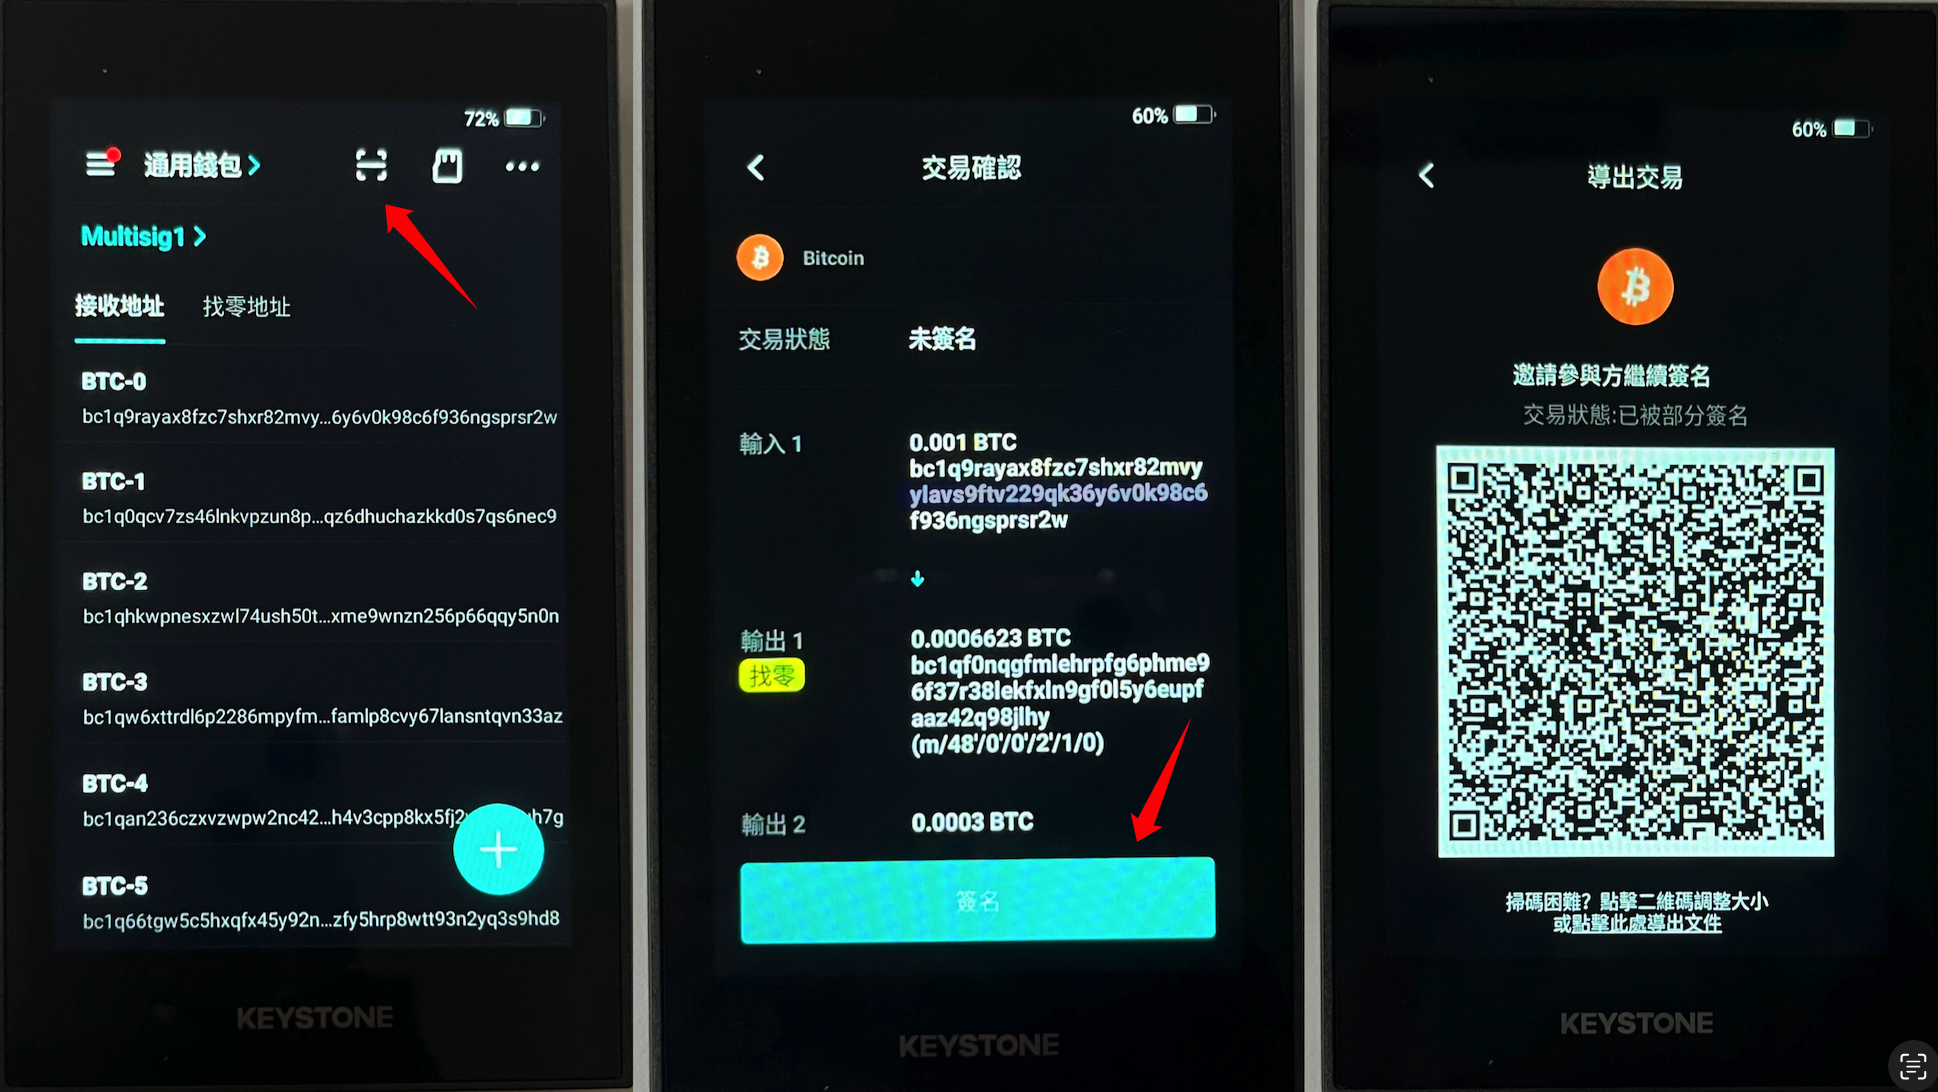 72%
通用錢包
Multisig1
接收地址 找零地址
BTC-0
bc1q9rayax8fzc7shxr82mvy...6y6v0k98c6f936ngsprsr2w
BTC-1
bc1q0qcv7zs46lnkvpzun8p...qz6dhuchazkkd0s7qs6nec9
BTC-2
bc1qhkwpnesxzwl74ush50t...xme9wnzn256p66qqy5n0n
BTC-3
bc1qw6xttrdl6p2286mpyfm...famlp8cvy67lansntqvn33az
BTC-4
bc1qan236czxvzwpw2nc42...h4v3cpp8kx5fj2 h7g
BTC-5
bc1q66tgw5c5hxqfx45y92n...zfy5hrp8wtt93n2yq3s9hd8
KEYSTONE
60%
交易確認
Bitcoin
交易狀態 未簽名
輸入 1 0.001 BTC
bc1q9rayax8fzc7shxr82mvy
ylavs9ftv229qk36y6v0k98c6
f936ngsprsr2w
輸出 1 0.0006623 BTC
找零 bc1qf0nqgfmlehrpfg6phme9
6f37r38lekfxln9gf0l5y6eupf
aaz42q98jlhy
(m/48'/0'/0'/2'/1/0)
輸出 2 0.0003 BTC
簽名
KEYSTONE
60%
導出交易
邀請參與方繼續簽名
交易狀態:已被部分簽名
掃碼困難? 點擊二維碼調整大小
或點擊此處導出文件
KEYSTONE